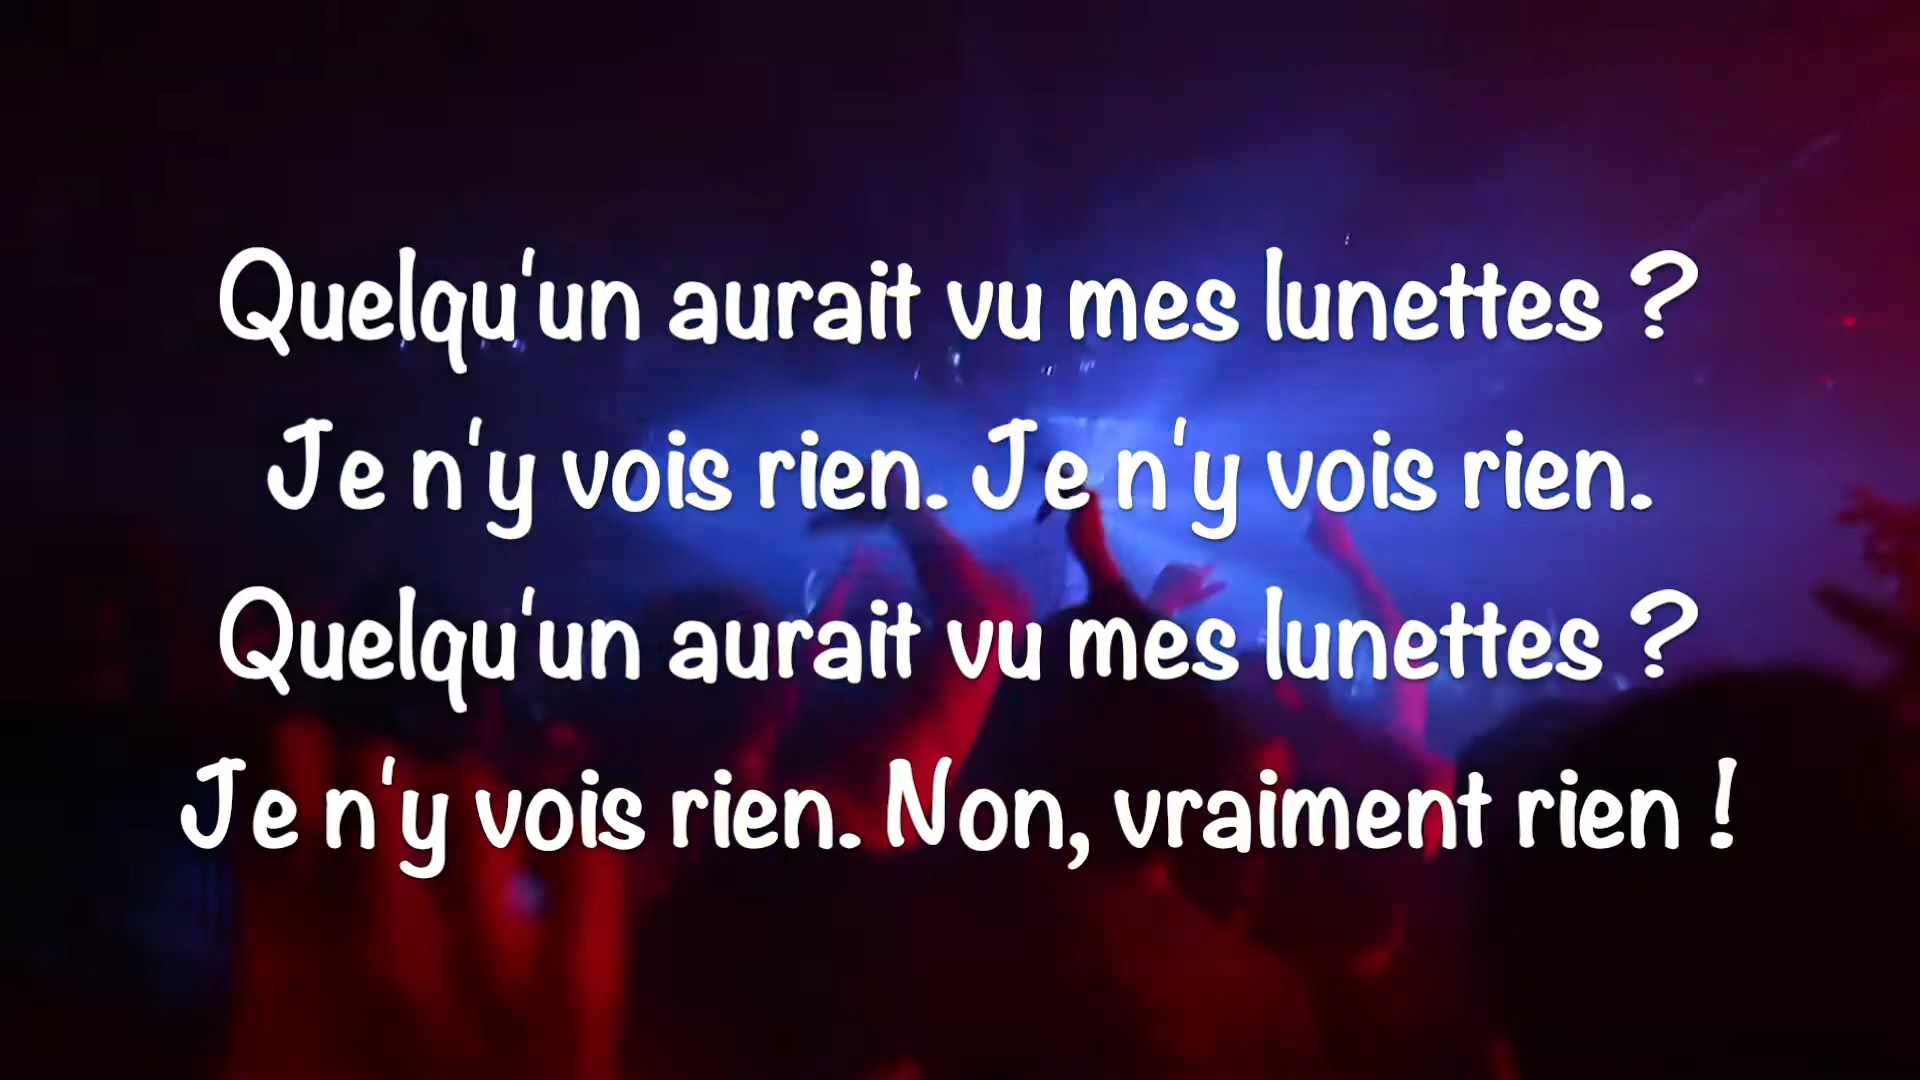 Quelqu'un aurait vu mes lunettes ?
Je n'y vois rien. Je n'y vois rien.
Quelqu'un aurait vu mes lunettes ?
Je n'y vois rien. Non, vraiment rien !